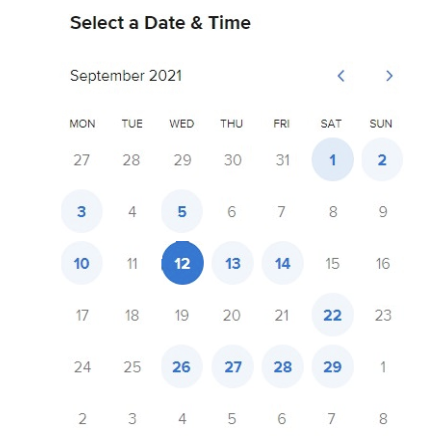 Select a Date & Time
September 2021
MON TUE WED THU FRI SAT SUN
27 28 29 30 31 1 2
3 4 5 6 7 8 9
10 11 12 13 14 15 16
17 18 19 20 21 22 23
24 25 26 27 28 29 1
2 3 4 5 6 7 8